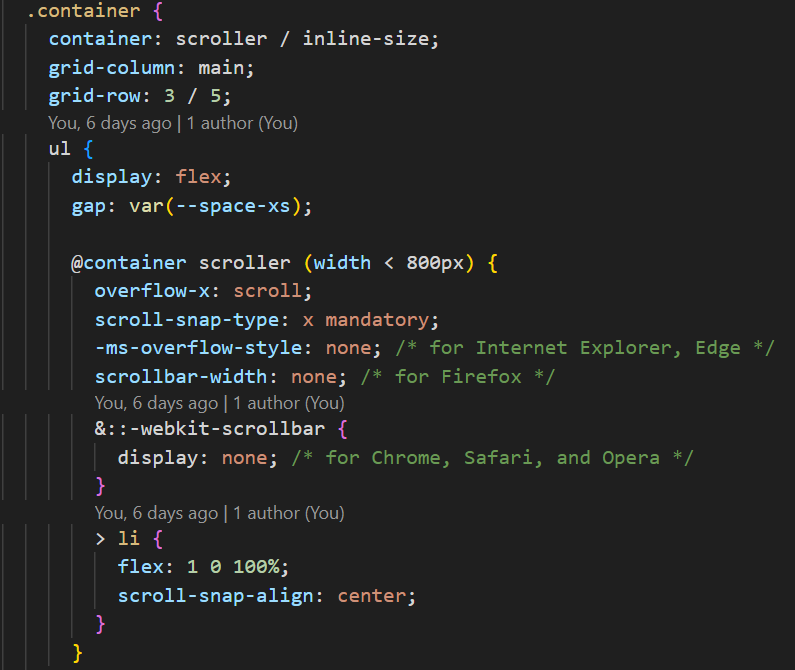 .container {
container: scroller / inline-size;
grid-column: main;
grid-row: 3 / 5;
You, 6 days ago | 1 author (You)
ul {
display: flex;
gap: var(--space-xs);
@container scroller (width < 800px) {
overflow-x: scroll;
scroll-snap-type: x mandatory;
-ms-overflow-style: none; /* for Internet Explorer, Edge */
scrollbar-width: none; /* for Firefox */
You, 6 days ago | 1 author (You)
&::-webkit-scrollbar {
display: none; /* for Chrome, Safari, and Opera */
}
You, 6 days ago | 1 author (You)
> li {
flex: 1 0 100%;
scroll-snap-align: center;
}
}